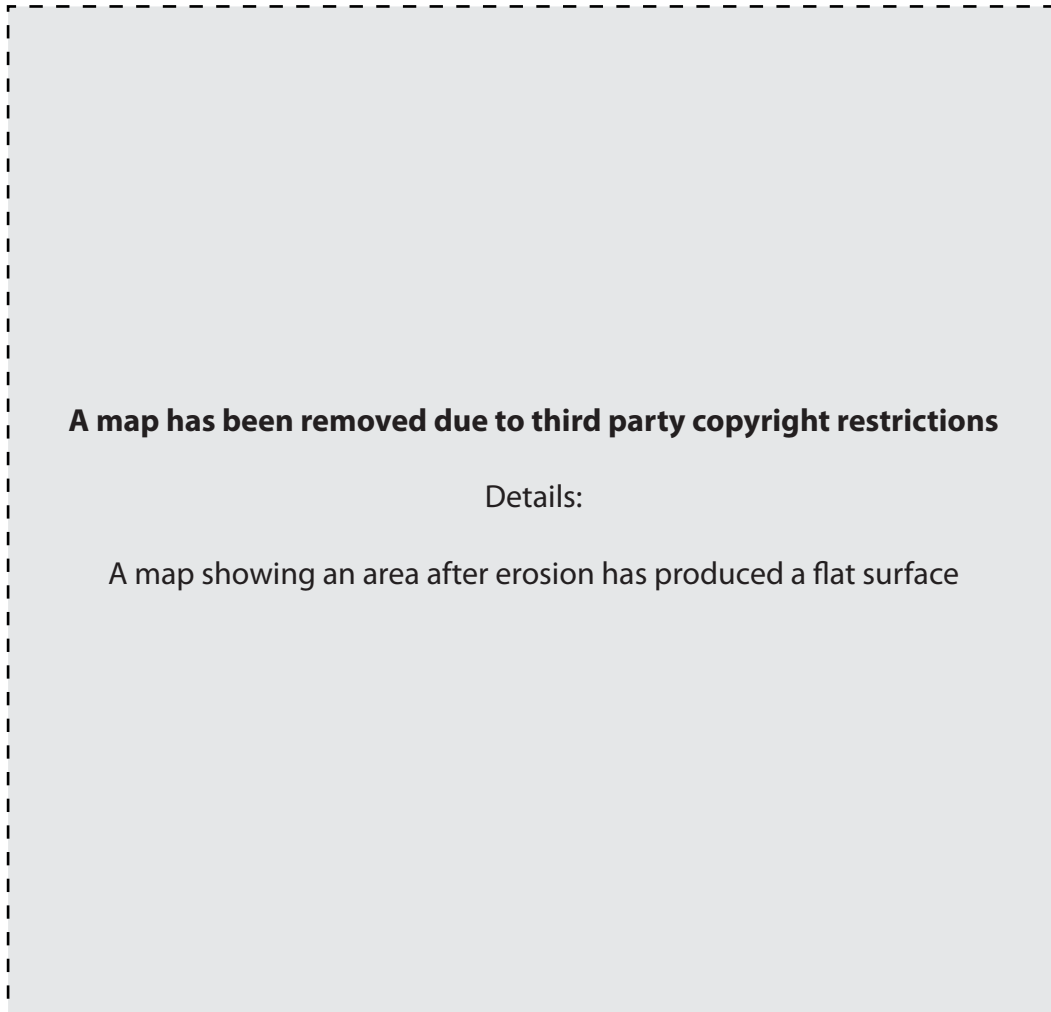 A map has been removed due to third party copyright restrictions
Details:
A map showing an area after erosion has produced a flat surface